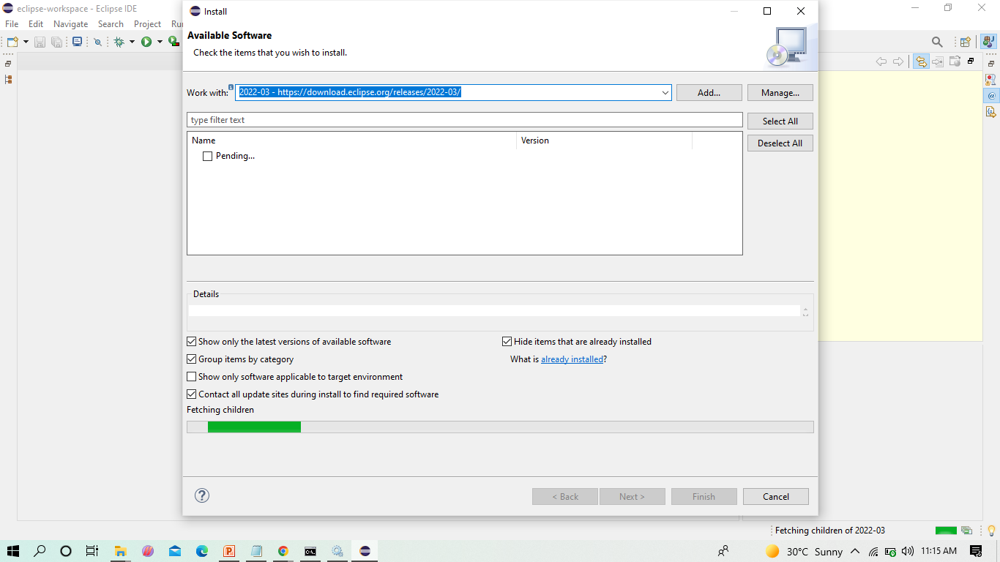 eclipse-workspace - Eclipse IDE
File Edit Navigate Search Project Ru
Install
Available Software
Check the items that you wish to install.
Work with: 2022-03 - https://download.eclipse.org/releases/2022-03/ Add... Manage...
type filter text Select All
Deselect All
Name Version
Pending...
Details
Show only the latest versions of available software Hide items that are already installed
Group items by category What is already installed?
Show only software applicable to target environment
Contact all update sites during install to find required software
Fetching children
< Back Next > Finish Cancel
Fetching children of 2022-03
30°C Sunny 11:15 AM